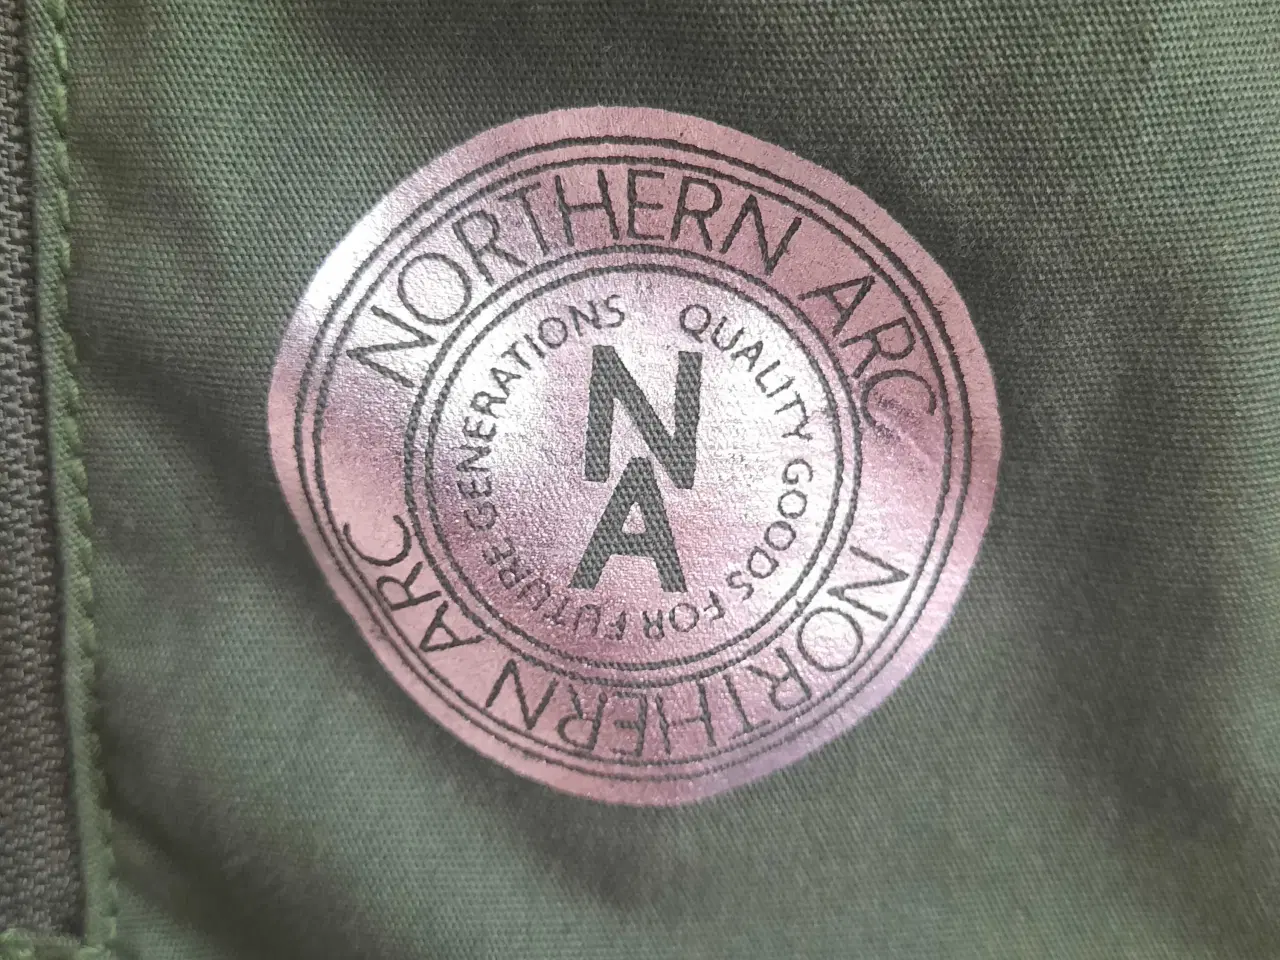 NORTHERN ARC
NORTHERN ARC
QUALITY GOODS FOR FUTURE GENERATIONS
N
A